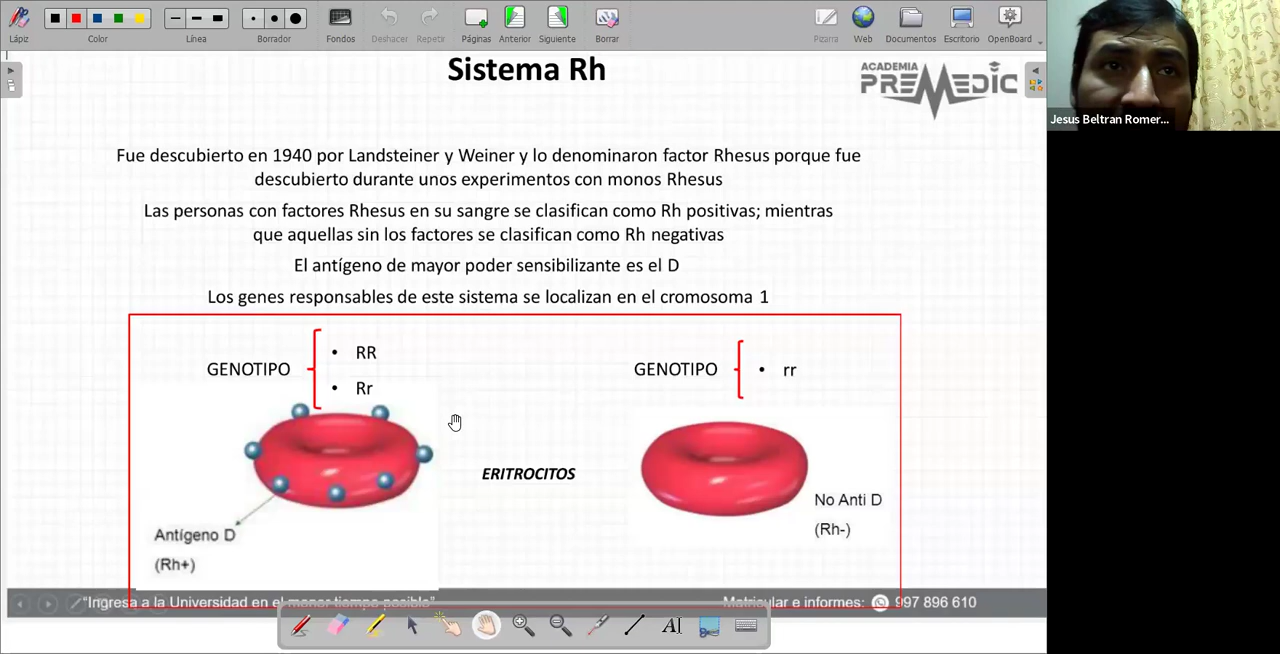 Lápiz
Color
Línea
Borrador
Fondos
Deshacer
Repetir
Páginas
Anterior
Siguiente
Borrar
Pizarra
Web
Documentos
Escritorio
OpenBoard
Sistema Rh
ACADEMIA
PREMEDIC
Jesus Beltran Romer...
Fue descubierto en 1940 por Landsteiner y Weiner y lo denominaron factor Rhesus porque fue
descubierto durante unos experimentos con monos Rhesus
Las personas con factores Rhesus en su sangre se clasifican como Rh positivas; mientras
que aquellas sin los factores se clasifican como Rh negativas
El antígeno de mayor poder sensibilizante es el D
Los genes responsables de este sistema se localizan en el cromosoma 1
GENOTIPO
• RR
• Rr
GENOTIPO
• rr
ERITROCITOS
Antígeno D
(Rh+)
No Anti D
(Rh-)
"Ingresa a la Universidad en el menor tiempo posible"
Matricular e informes: 997 896 610
AI